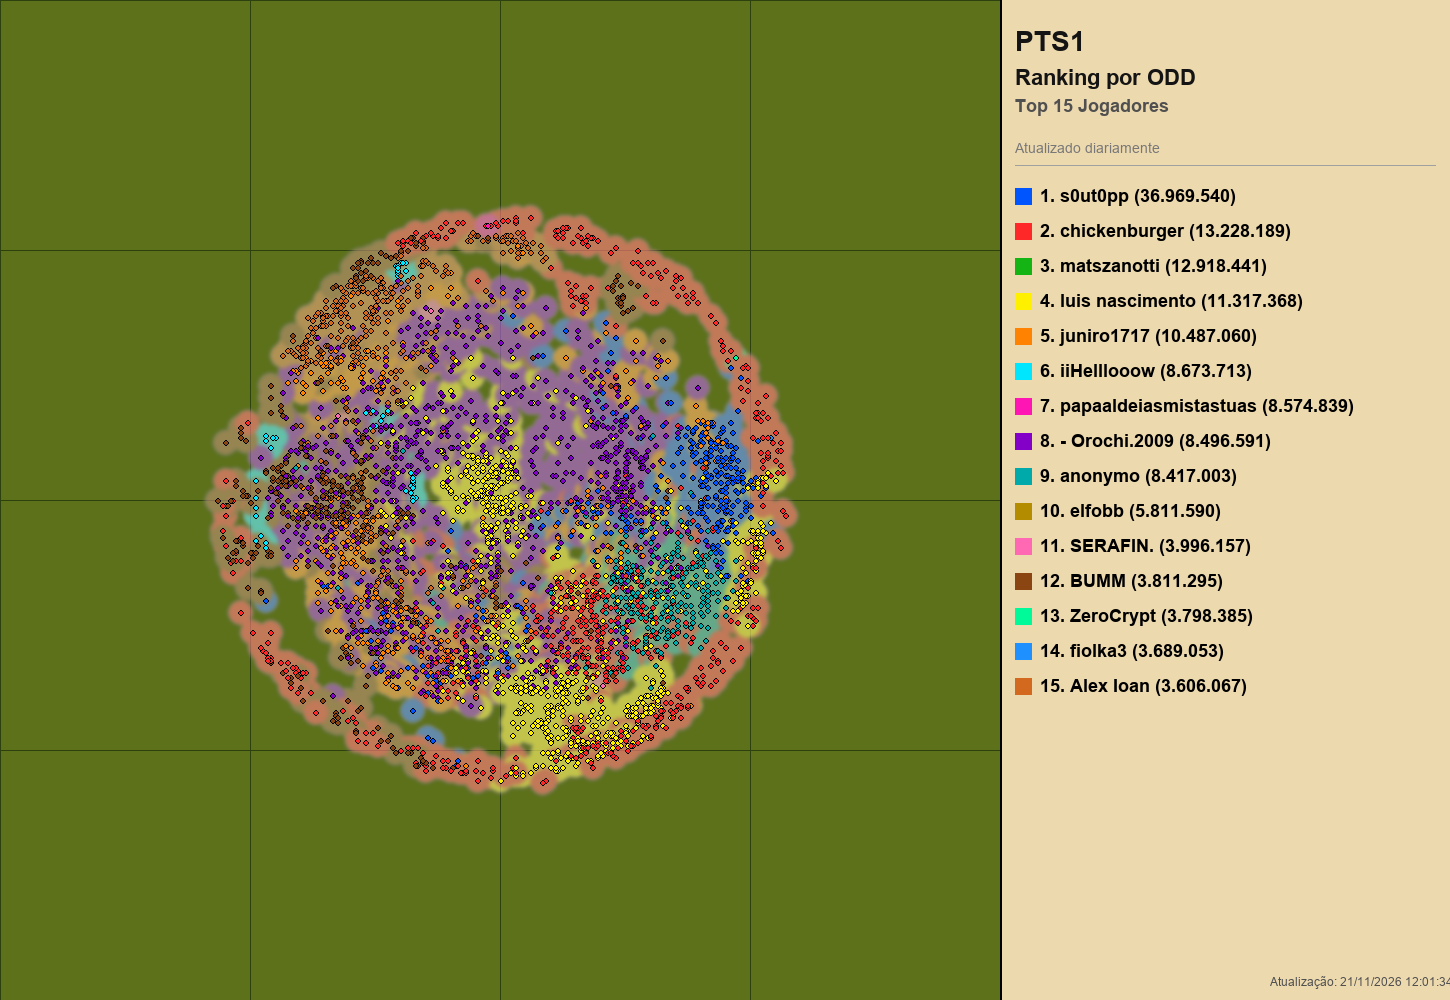 PTS1
Ranking por ODD
Top 15 Jogadores
Atualizado diariamente
1. s0ut0pp (36.969.540)
2. chickenburger (13.228.189)
3. matszanotti (12.918.441)
4. luis nascimento (11.317.368)
5. juniro1717 (10.487.060)
6. iiHelllooow (8.673.713)
7. papaaldeiasmistastuas (8.574.839)
8. - Orochi.2009 (8.496.591)
9. anonymo (8.417.003)
10. elfobb (5.811.590)
11. SERAFIN. (3.996.157)
12. BUMM (3.811.295)
13. ZeroCrypt (3.798.385)
14. fiolka3 (3.689.053)
15. Alex Ioan (3.606.067)
Atualização: 21/11/2026 12:01:34